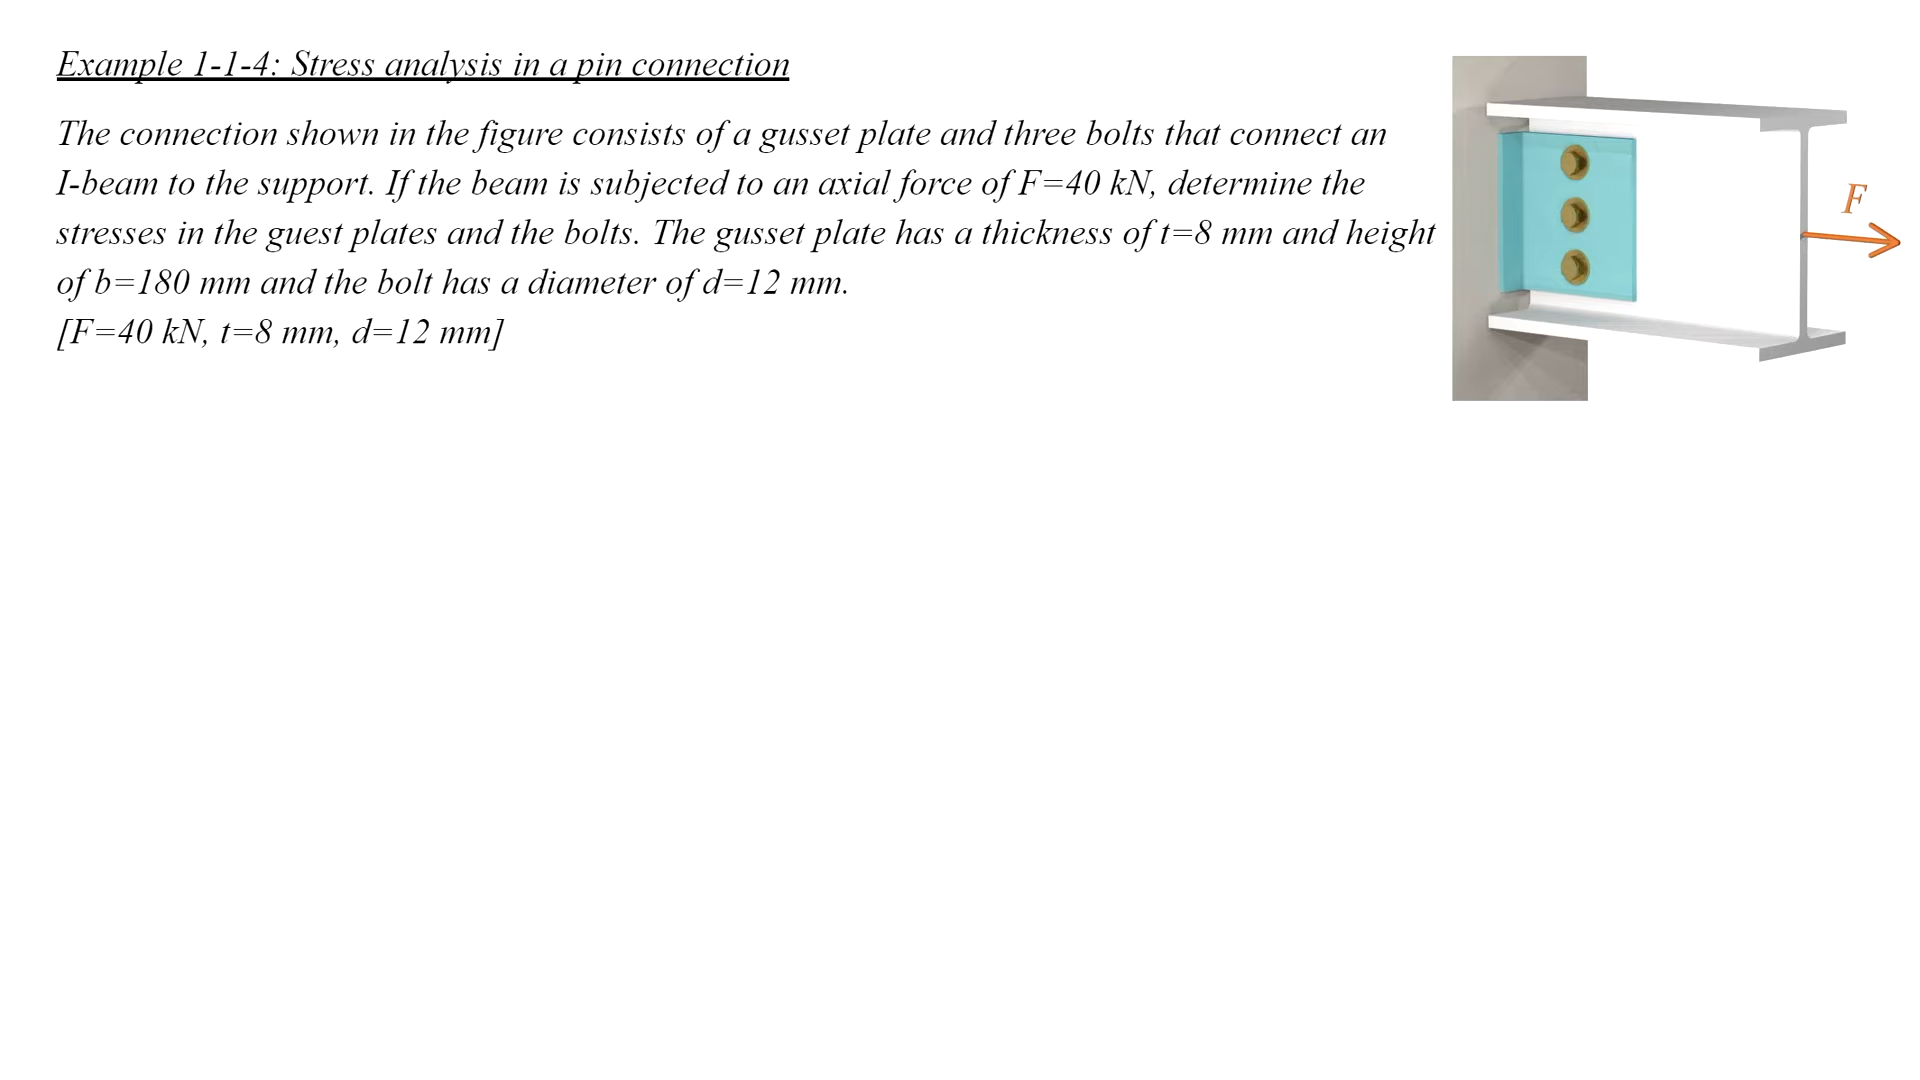 Example 1-1-4: Stress analysis in a pin connection
The connection shown in the figure consists of a gusset plate and three bolts that connect an
I-beam to the support. If the beam is subjected to an axial force of F=40 kN, determine the
stresses in the guest plates and the bolts. The gusset plate has a thickness of t=8 mm and height
of b=180 mm and the bolt has a diameter of d=12 mm.
[F=40 kN, t=8 mm, d=12 mm]
F